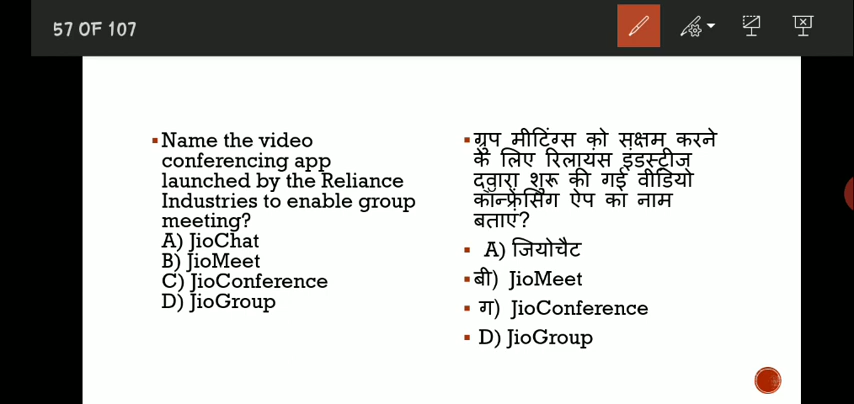 57 OF 107
Name the video
conferencing app
launched by the Reliance
Industries to enable group
meeting?
A) JioChat
B) JioMeet
C) JioConference
D) JioGroup
ग्रुप मीटिंग्स को सक्षम करने
के लिए रिलायंस इंडस्ट्रीज
द्वारा शुरू की गई वीडियो
कॉन्फ्रेंसिंग ऐप का नाम
बताएं?
A) जियोचैट
बी) JioMeet
ग) JioConference
D) JioGroup